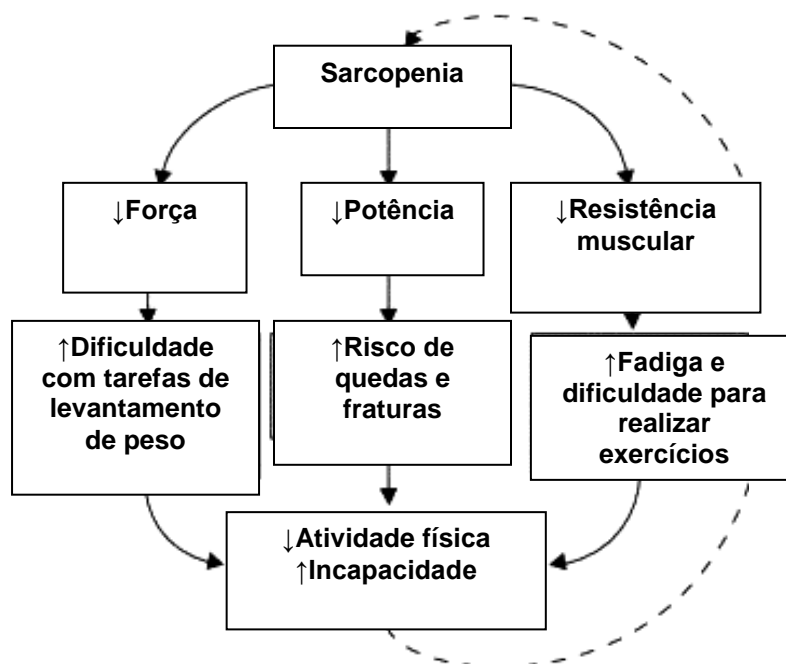 Sarcopenia
↓Força
↓Potência
↓Resistência
muscular
↑Dificuldade
com tarefas de
levantamento
de peso
↑Risco de
quedas e
fraturas
↑Fadiga e
dificuldade para
realizar
exercícios
↓Atividade física
↑Incapacidade